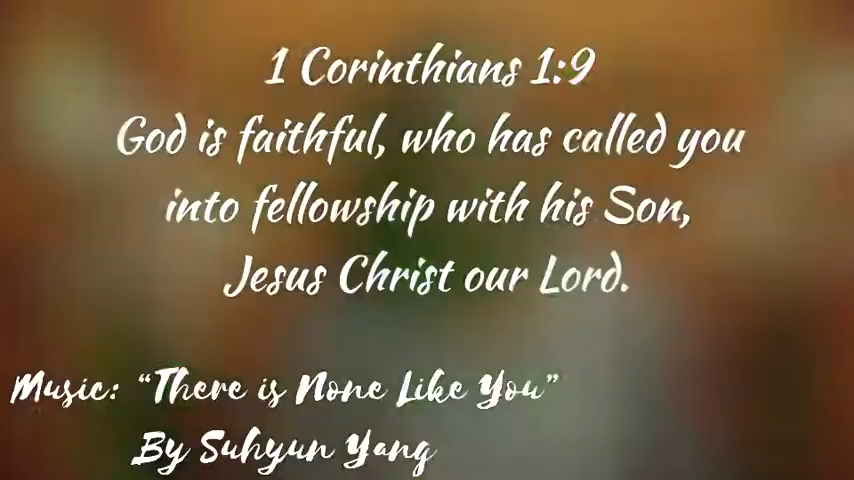 1 Corinthians 1:9
God is faithful, who has called you
into fellowship with his Son,
Jesus Christ our Lord.
Music: “There is None Like You”
By Suhyun Yang